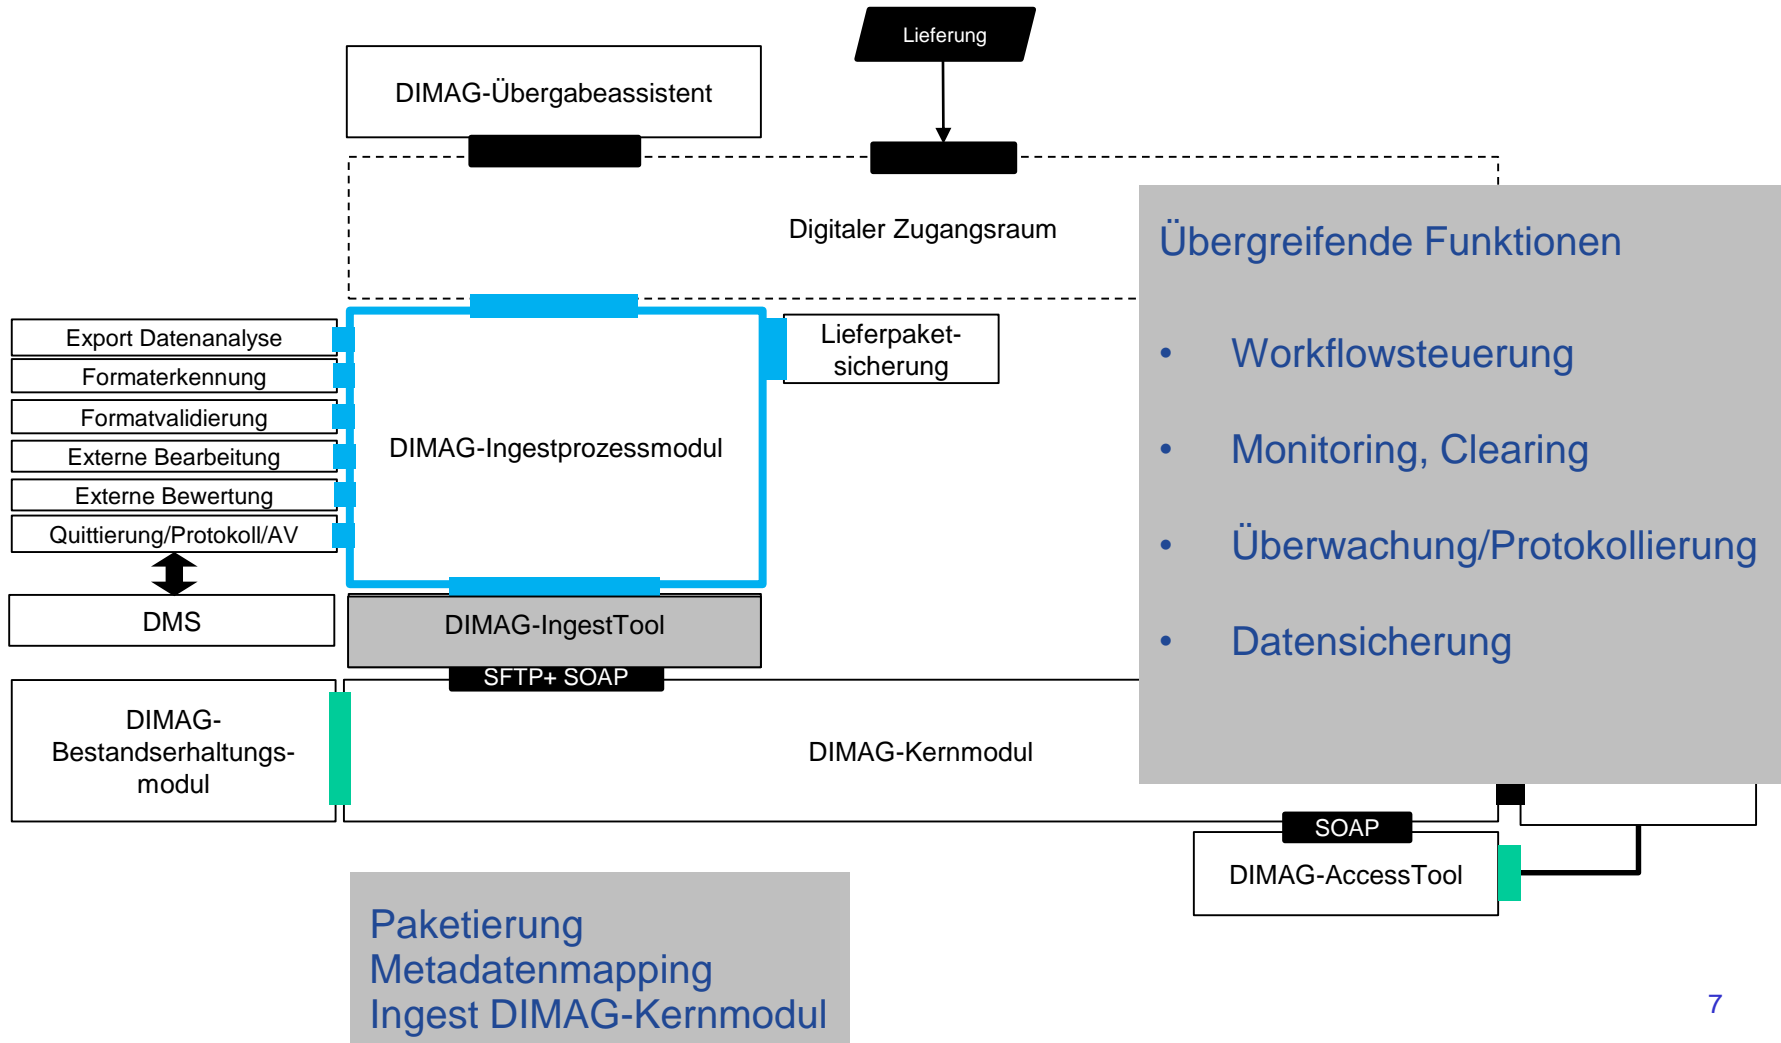 Lieferung
DIMAG-Übergabeassistent
Digitaler Zugangsraum
Übergreifende Funktionen
• Workflowsteuerung
• Monitoring, Clearing
• Überwachung/Protokollierung
• Datensicherung
Export Datenanalyse
Formaterkennung
Formatvalidierung
Externe Bearbeitung
Externe Bewertung
Quittierung/Protokoll/AV
DMS
Lieferpaket-
sicherung
DIMAG-Ingestprozessmodul
DIMAG-IngestTool
SFTP+ SOAP
DIMAG-
Bestandserhaltungs-
modul
DIMAG-Kernmodul
SOAP
DIMAG-AccessTool
Paketierung
Metadatenmapping
Ingest DIMAG-Kernmodul
7